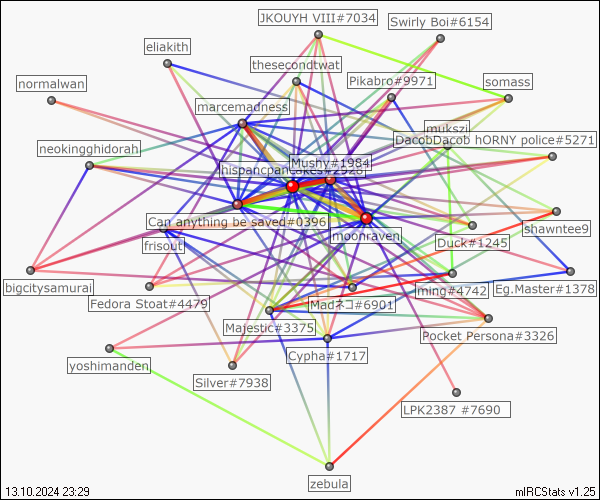 JKOUYH VIII#7034
Swirly Boi#6154
eliakith
thesecondtwat
Pikabro#9971
normalwan
somass
marcemadness
mukszi
DacobDacob hORNY police#5271
neokingghidorah
Mushy#1984
hispancpancakes#2928
Can anything be saved#0396
shawntee9
moonraven
frisout
Duck#1245
bigcitysamurai
Fedora Stoat#4479
Madネコ#6901
ming#4742
Eg.Master#1378
Majestic#3375
Pocket Persona#3326
Cypha#1717
yoshimanden
Silver#7938
LPK2387 #7690
zebula
13.10.2024 23:29
mIRCStats v1.25